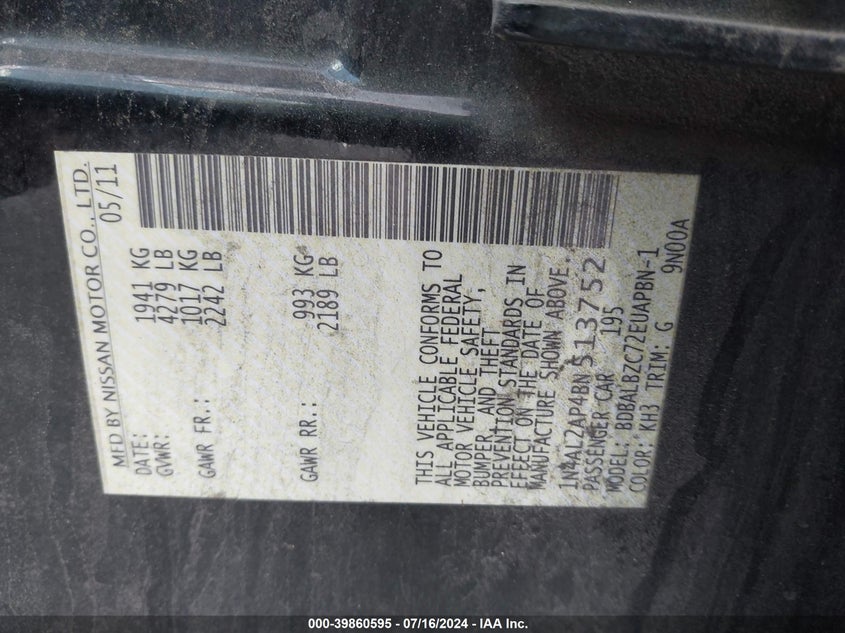 MFD BY NISSAN MOTOR CO., LTD.
DATE: 05/11
GVWR: 1941 KG
4279 LB
GAWR FR.: 1017 KG
2242 LB
GAWR RR.: 993 KG
2189 LB
THIS VEHICLE CONFORMS TO
ALL APPLICABLE FEDERAL
MOTOR VEHICLE SAFETY,
BUMPER AND THEFT
PREVENTION STANDARDS IN
EFFECT ON THE DATE OF
MANUFACTURE SHOWN ABOVE.
1N4AL2AP4BN513752
PASSENGER CAR 195
MODEL: BDBALBZC72EUAPBN-1
COLOR: KH3 TRIM: G 9N00A
000-39860595 - 07/16/2024 - IAA Inc.